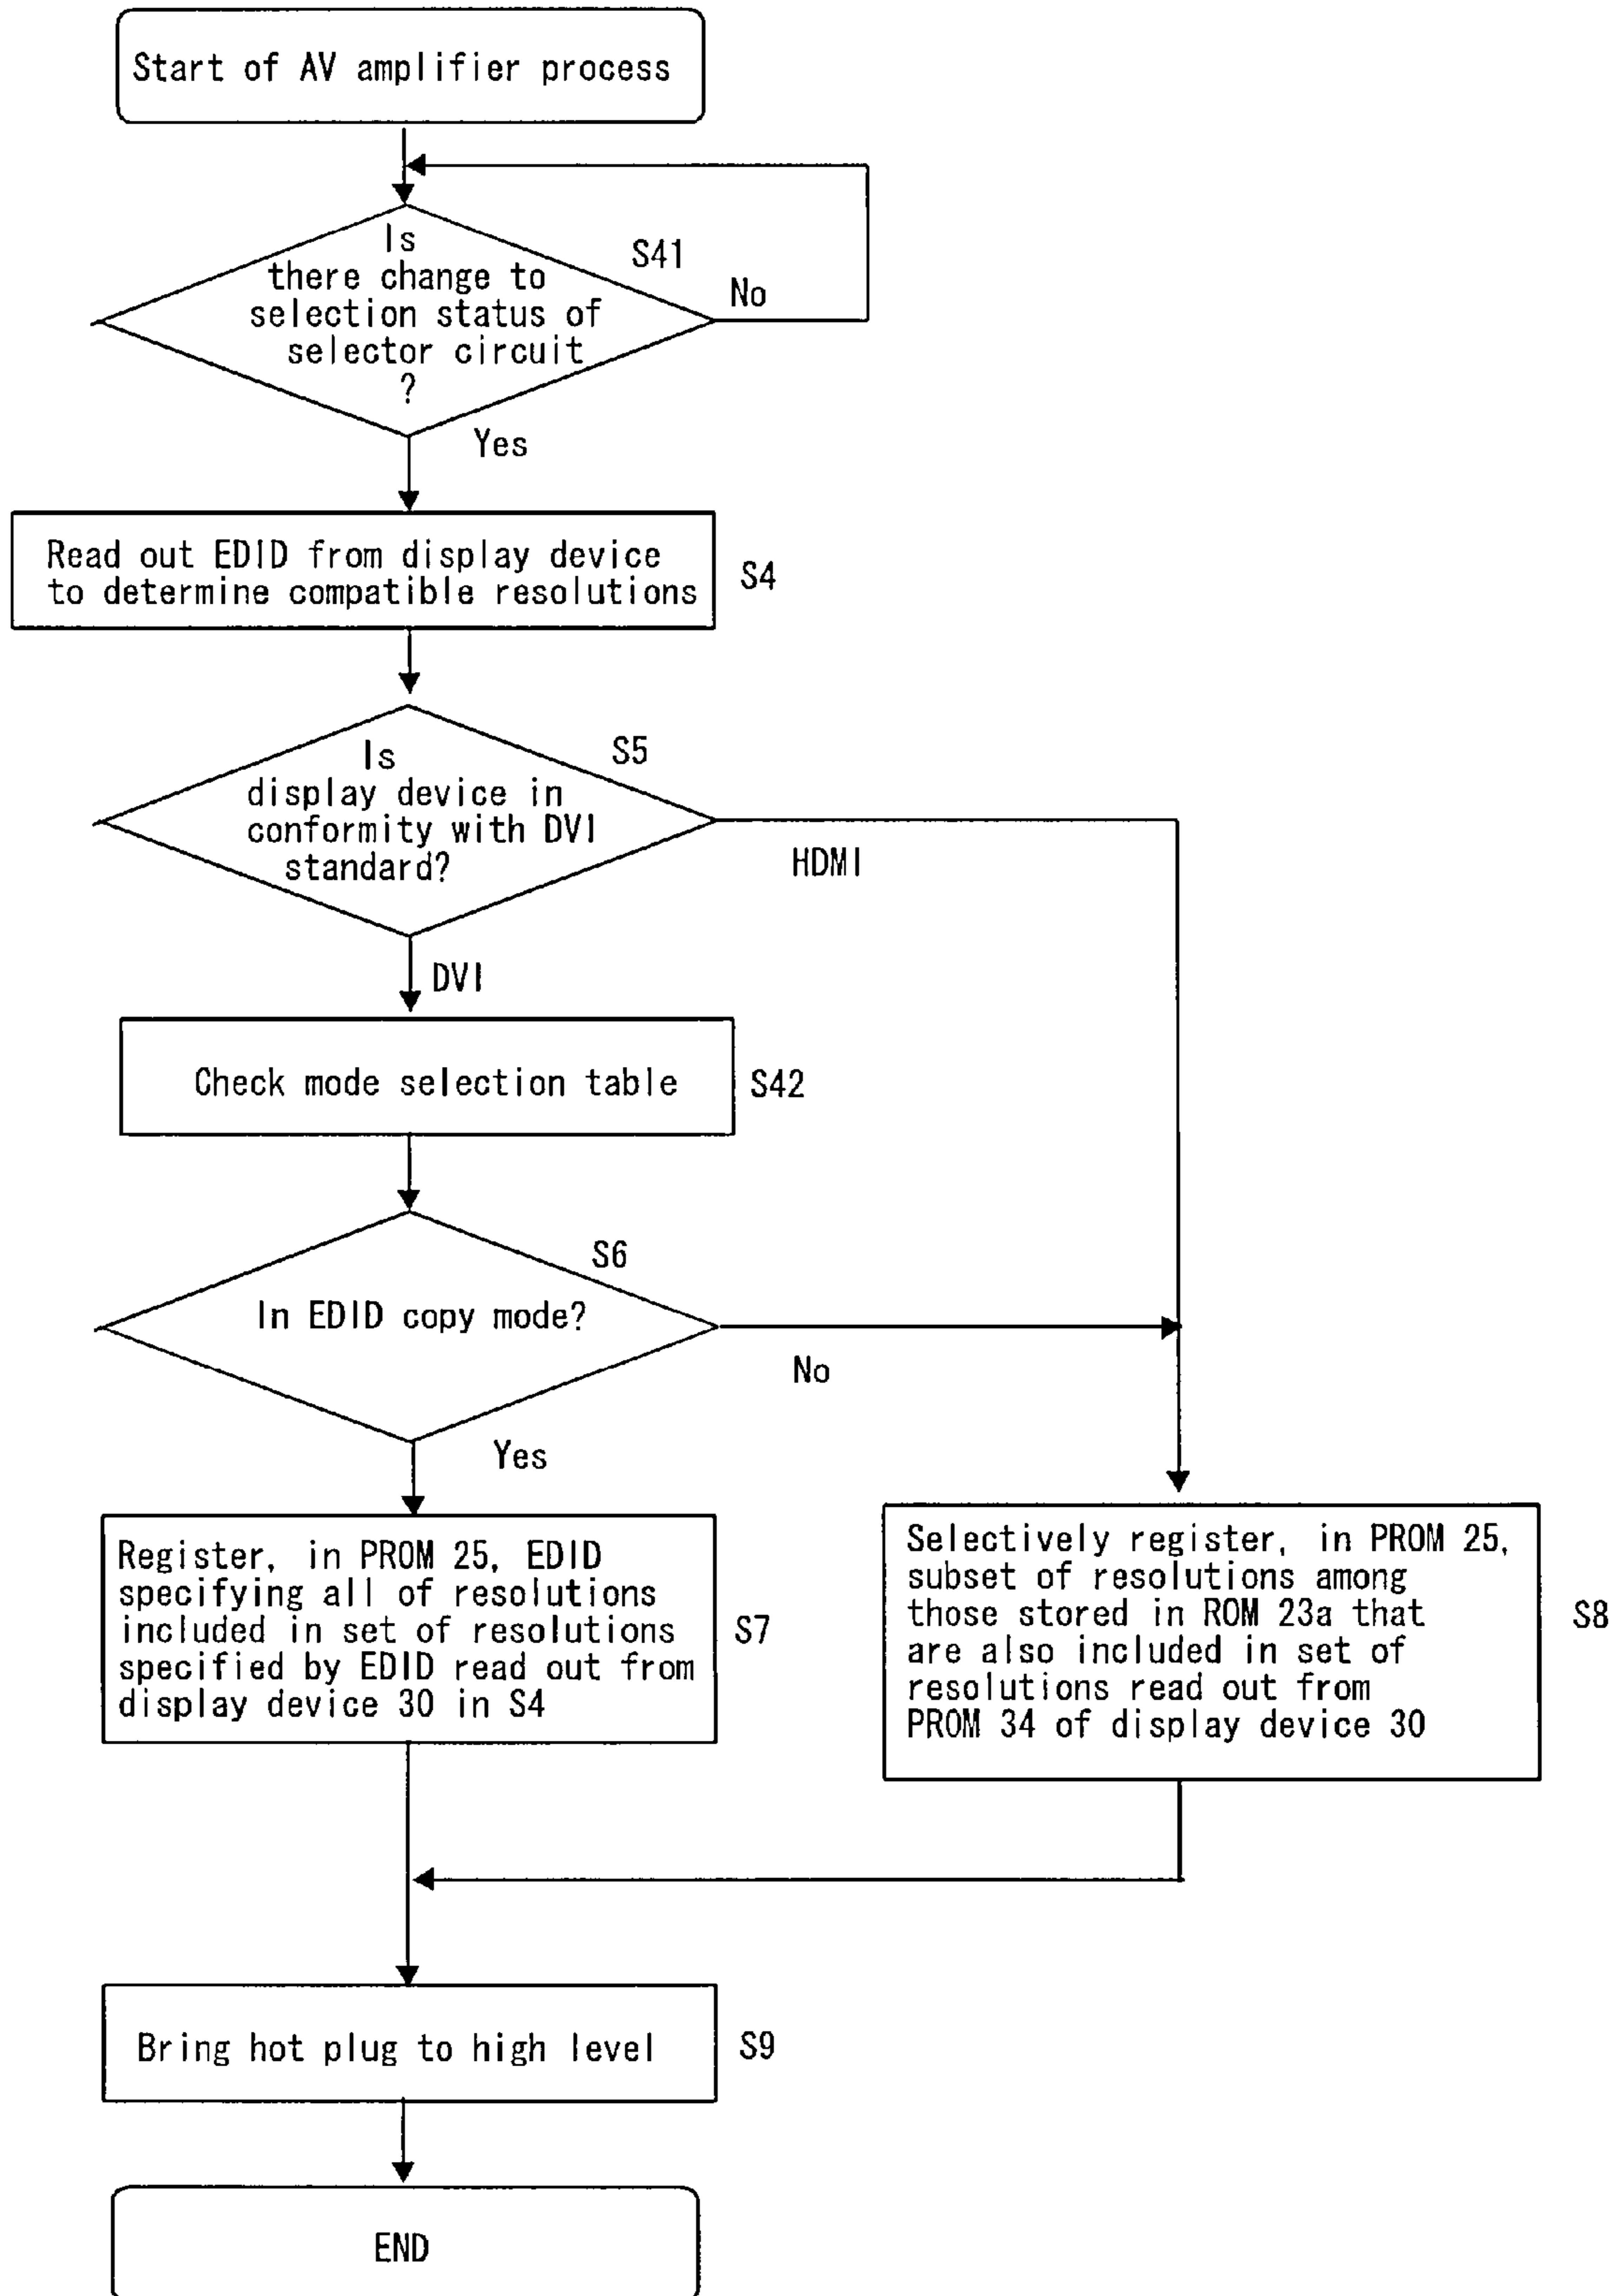 Start of AV amplifier process
Is
there change to
selection status of
selector circuit
?
S41
No
Yes
Read out EDID from display device
to determine compatible resolutions
S4
Is
display device in
conformity with DVI
standard?
S5
HDMI
DVI
Check mode selection table
S42
In EDID copy mode?
S6
No
Yes
Register, in PROM 25, EDID
specifying all of resolutions
included in set of resolutions
specified by EDID read out from
display device 30 in S4
S7
Selectively register, in PROM 25,
subset of resolutions among
those stored in ROM 23a that
are also included in set of
resolutions read out from
PROM 34 of display device 30
S8
Bring hot plug to high level
S9
END